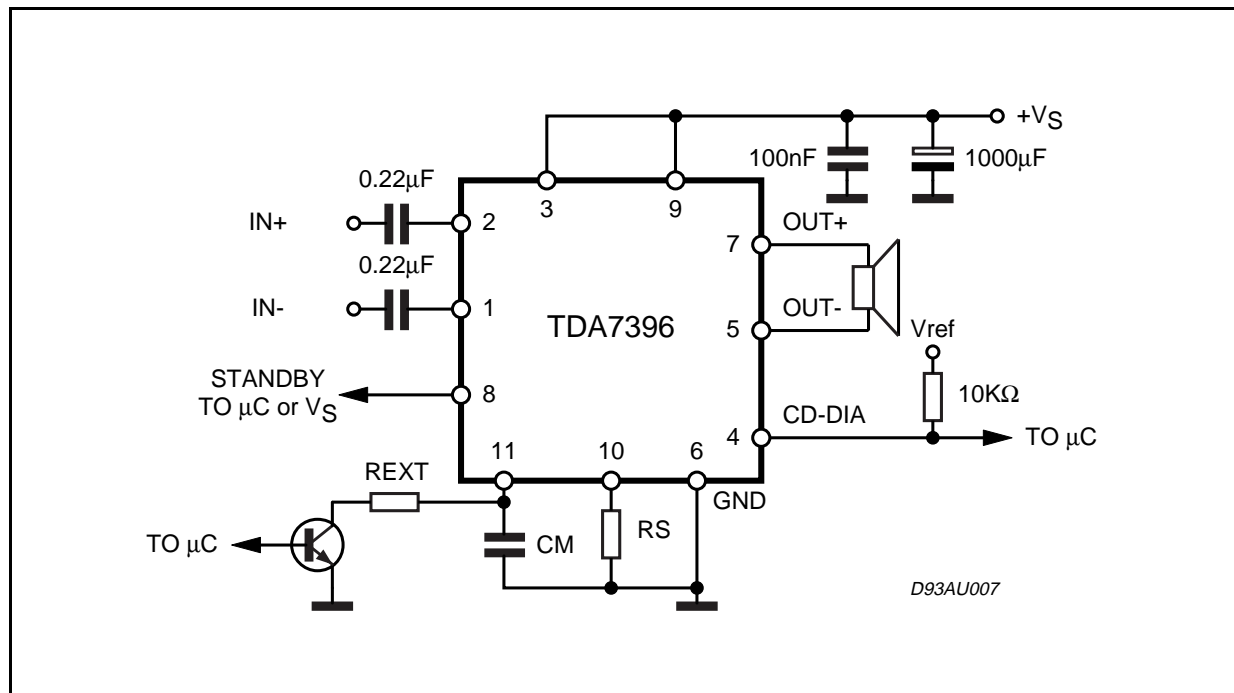 +VS
100nF
1000µF
0.22µF
3
9
IN+
2
7
OUT+
0.22µF
IN-
1
TDA7396
5
OUT-
Vref
STANDBY
TO µC or VS
8
10KΩ
CD-DIA
4
TO µC
11
10
6
REXT
GND
TO µC
CM
RS
D93AU007